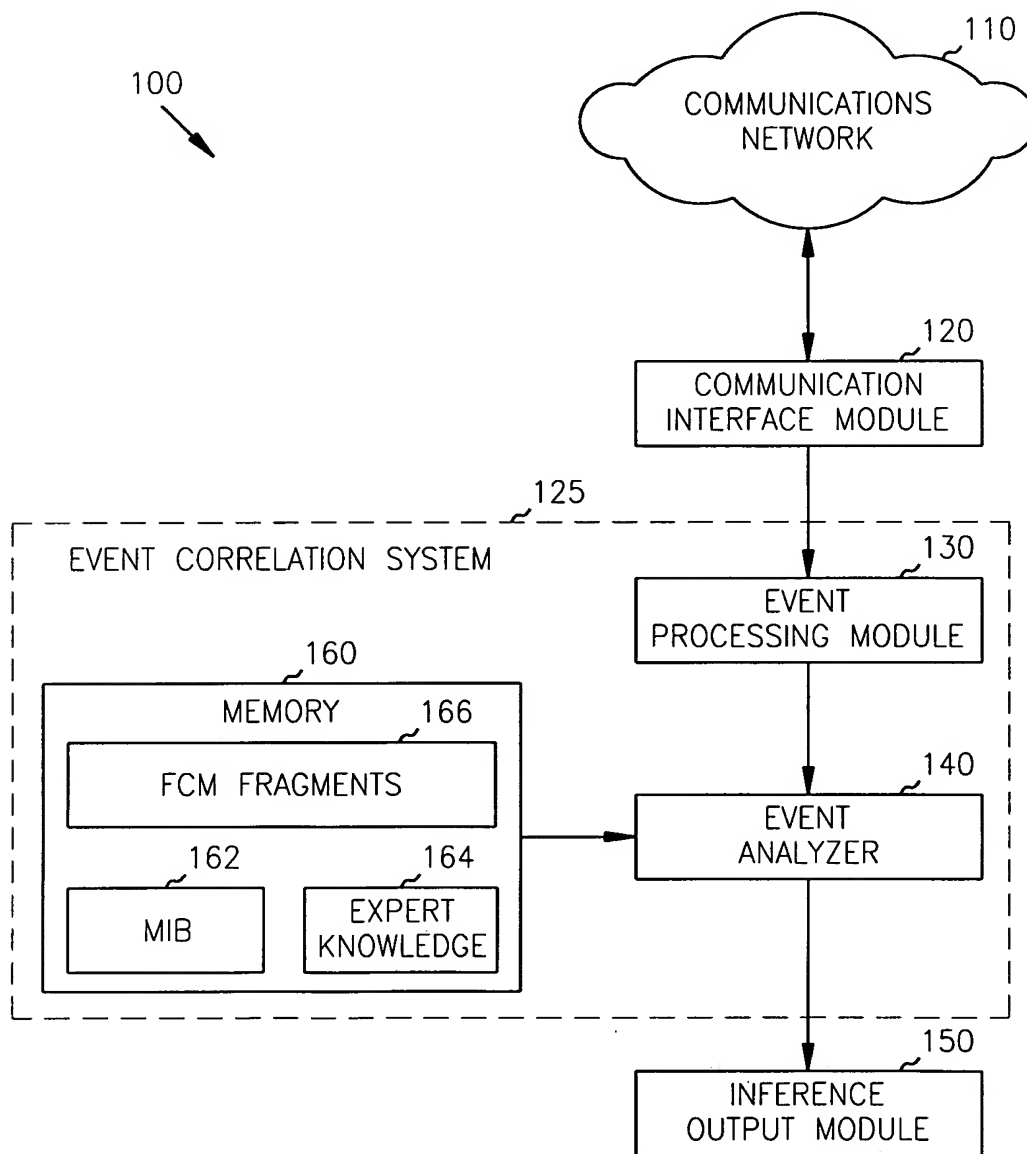 110
100
COMMUNICATIONS
NETWORK
120
COMMUNICATION
INTERFACE MODULE
125
EVENT CORRELATION SYSTEM
130
EVENT
PROCESSING MODULE
160
MEMORY
166
FCM FRAGMENTS
140
EVENT
ANALYZER
162
MIB
164
EXPERT
KNOWLEDGE
150
INFERENCE
OUTPUT MODULE